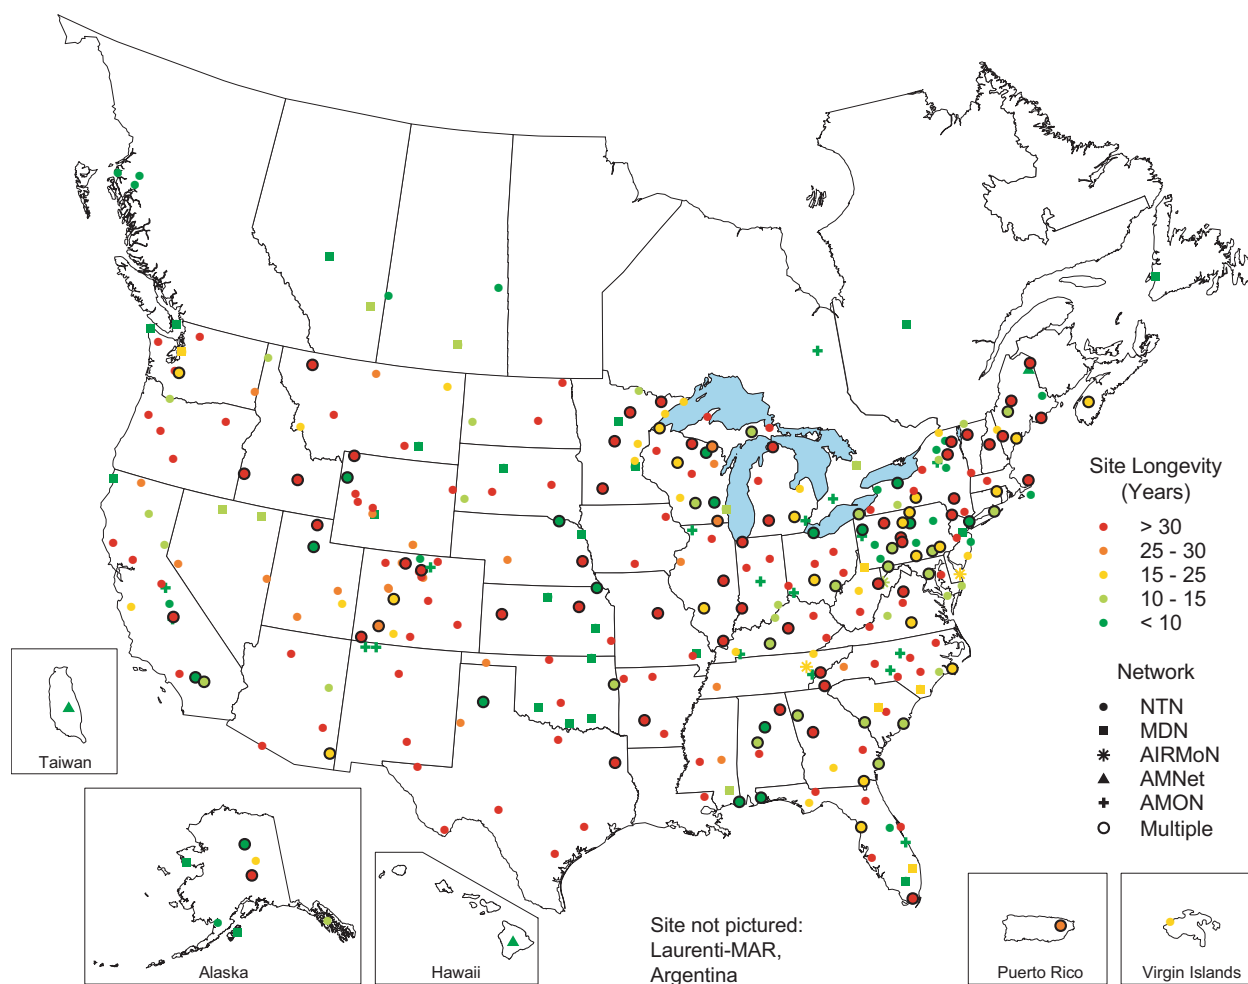 Site Longevity
(Years)
> 30
25 - 30
15 - 25
10 - 15
< 10
Network
NTN
MDN
AIRMoN
AMNet
AMON
Multiple
Taiwan
Alaska
Hawaii
Site not pictured:
Laurenti-MAR,
Argentina
Puerto Rico
Virgin Islands